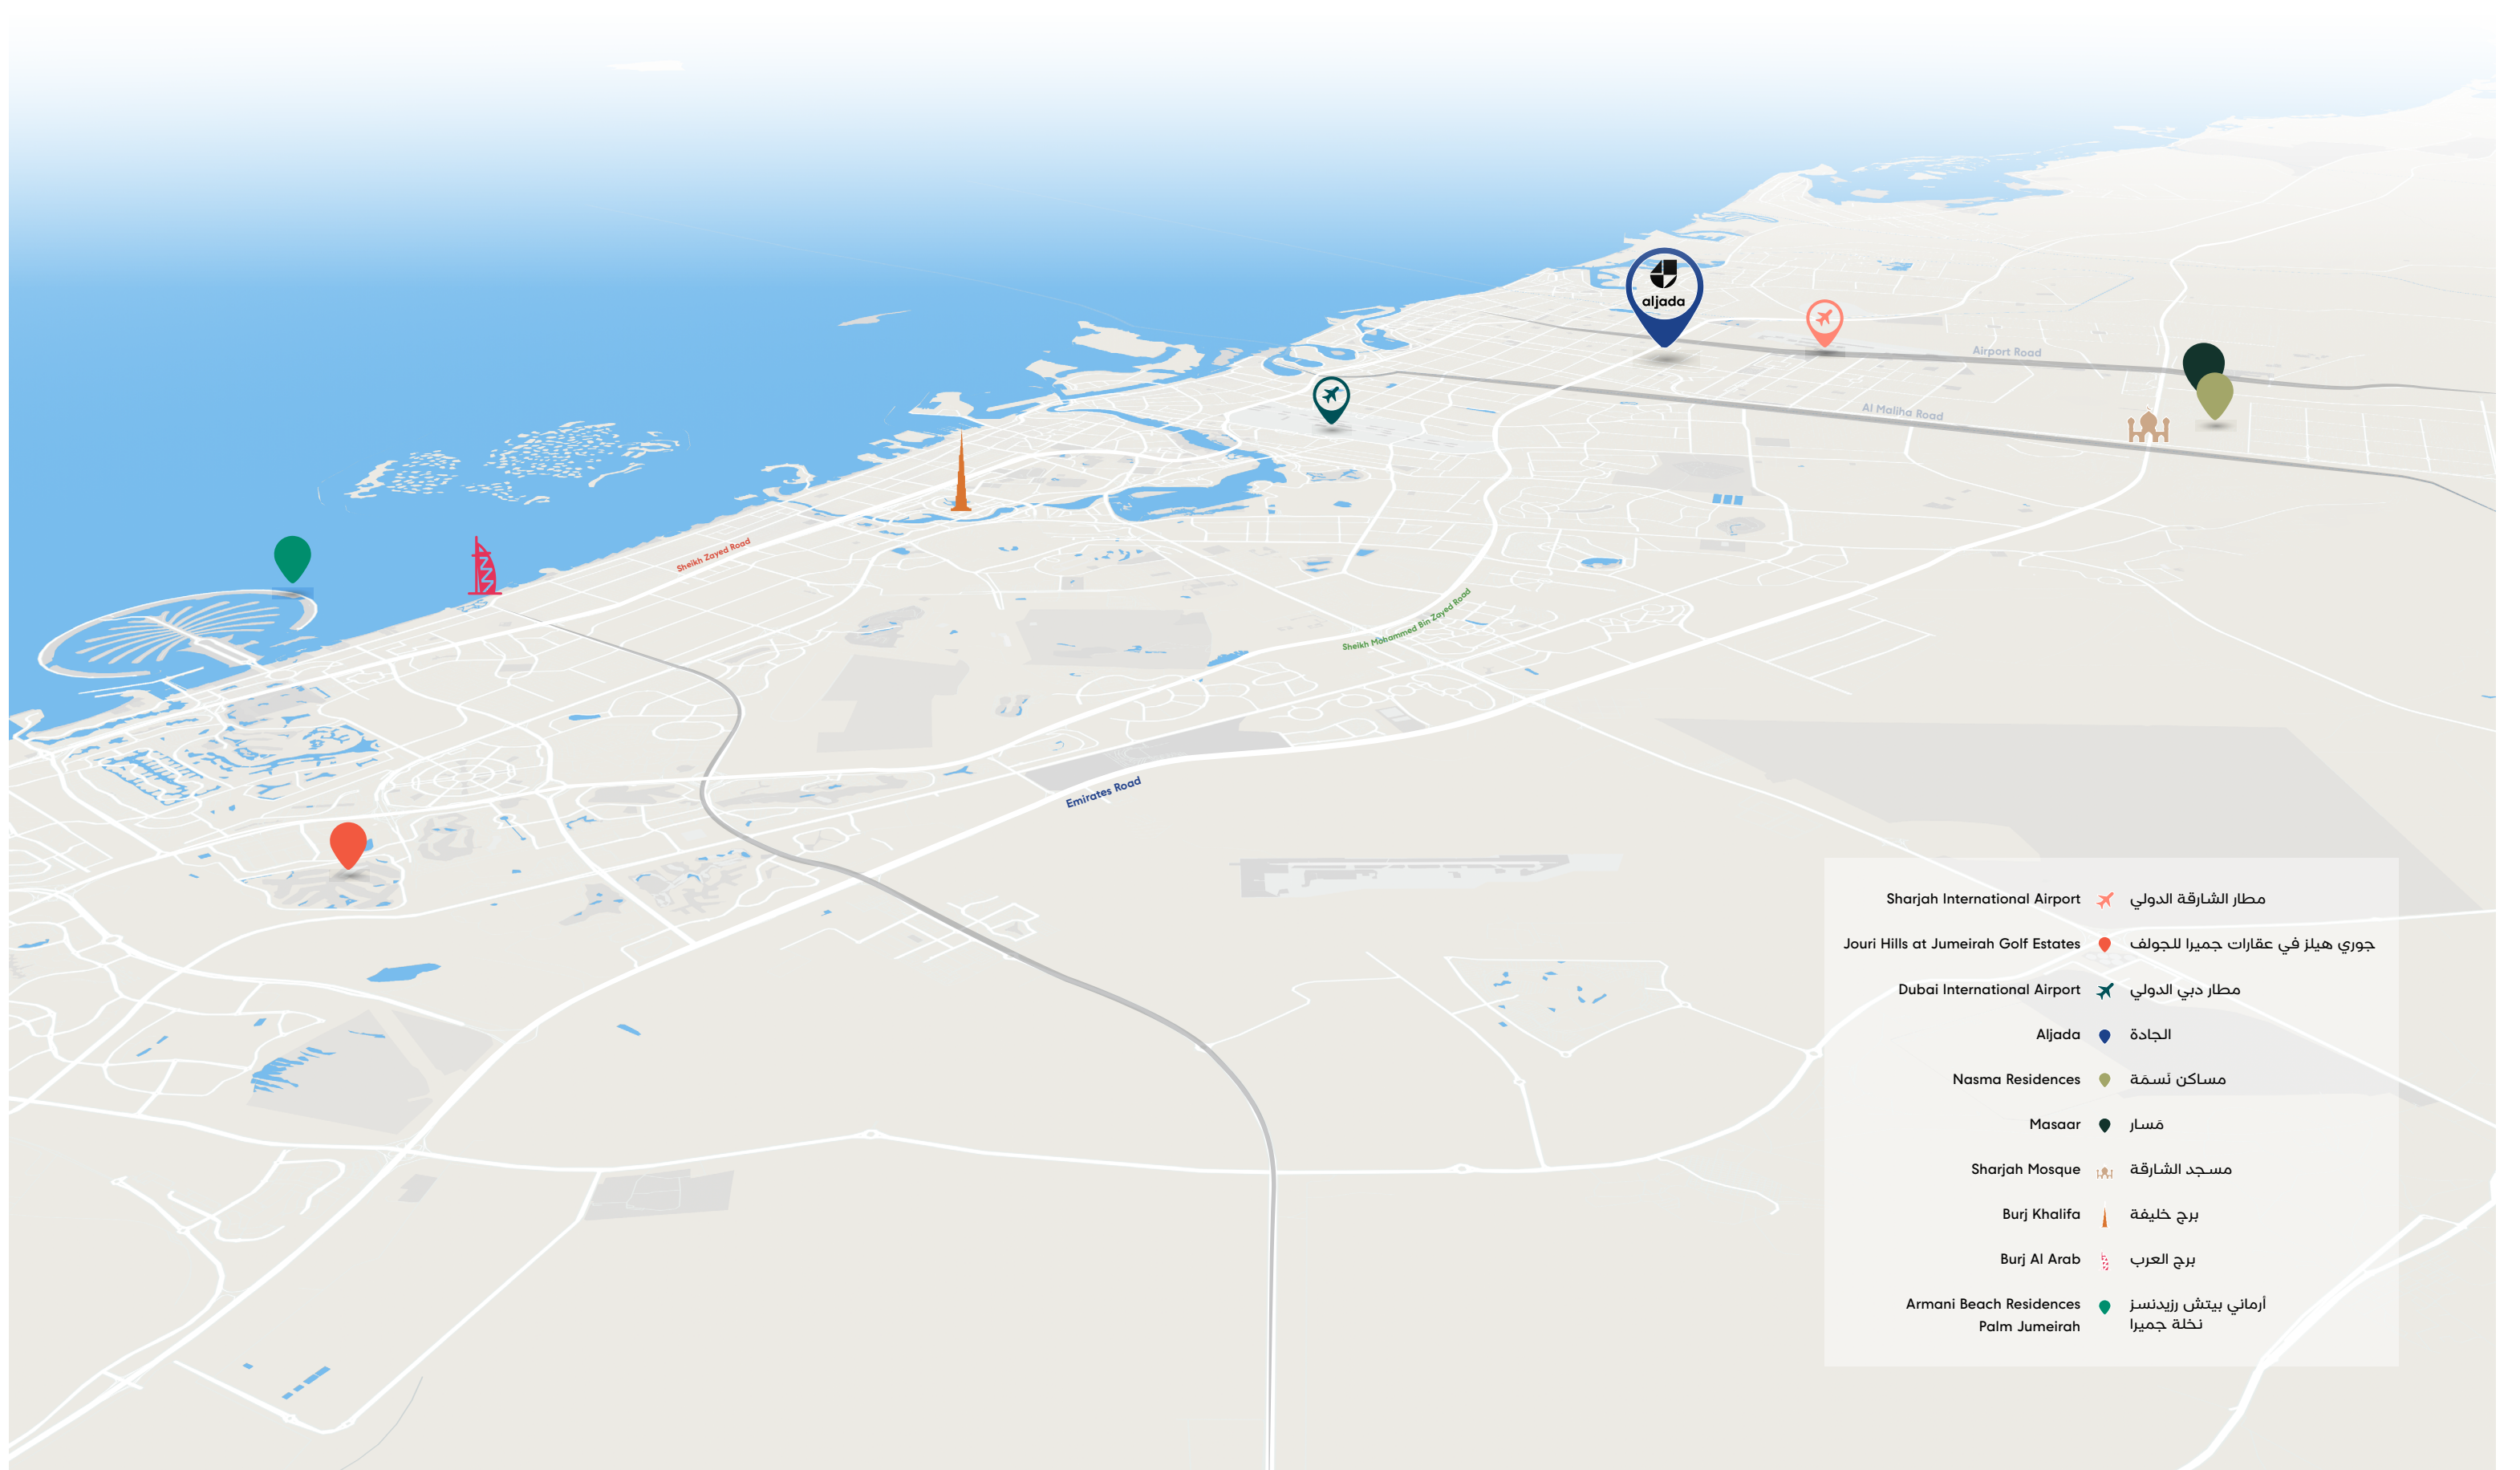 aljada
Airport Road
Al Maliha Road
Sheikh Zayed Road
Sheikh Mohammed Bin Zayed Road
Emirates Road
Sharjah International Airport مطار الشارقة الدولي
Jouri Hills at Jumeirah Golf Estates جوري هيلز في عقارات جميرا للجولف
Dubai International Airport مطار دبي الدولي
Aljada الجادة
Nasma Residences مساكن نَسمَة
Masaar مَسار
Sharjah Mosque مسجد الشارقة
Burj Khalifa برج خليفة
Burj Al Arab برج العرب
Armani Beach Residences أرماني بيتش رزيدنسز
Palm Jumeirah نخلة جميرا